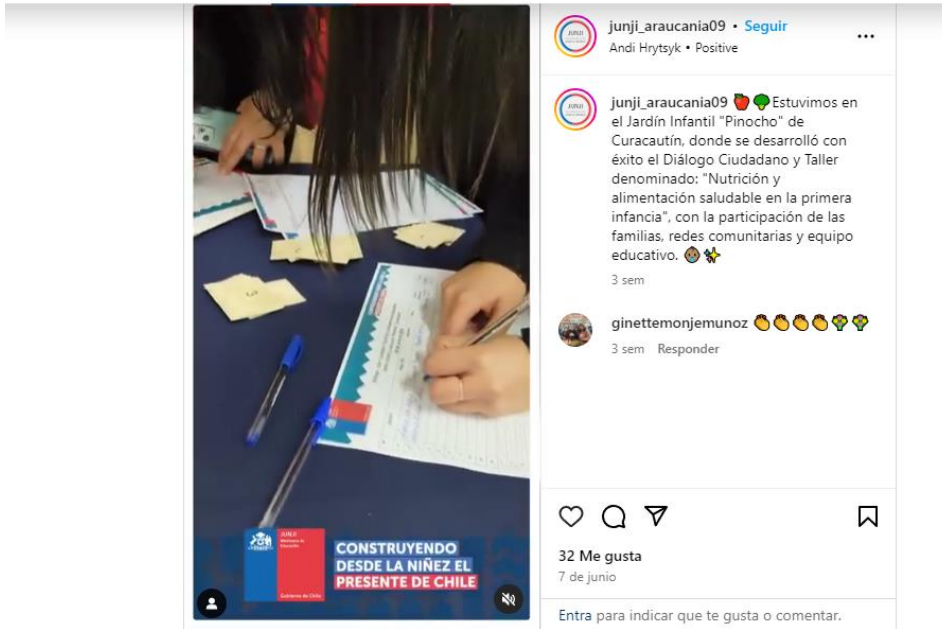 junji_araucania09 • Seguir
Andi Hrytsyk • Positive
junji_araucania09 🍎🌳Estuvimos en
el Jardín Infantil "Pinocho" de
Curacautín, donde se desarrolló con
éxito el Diálogo Ciudadano y Taller
denominado: "Nutrición y
alimentación saludable en la primera
infancia", con la participación de las
familias, redes comunitarias y equipo
educativo. 👶🏽✨
3 sem
ginettemonjemunoz 👏👏👏👏💐💐
3 sem Responder
32 Me gusta
7 de junio
Entra para indicar que te gusta o comentar.
JUNJI
Ministerio de
Educación
Gobierno de Chile
CONSTRUYENDO
DESDE LA NIÑEZ EL
PRESENTE DE CHILE